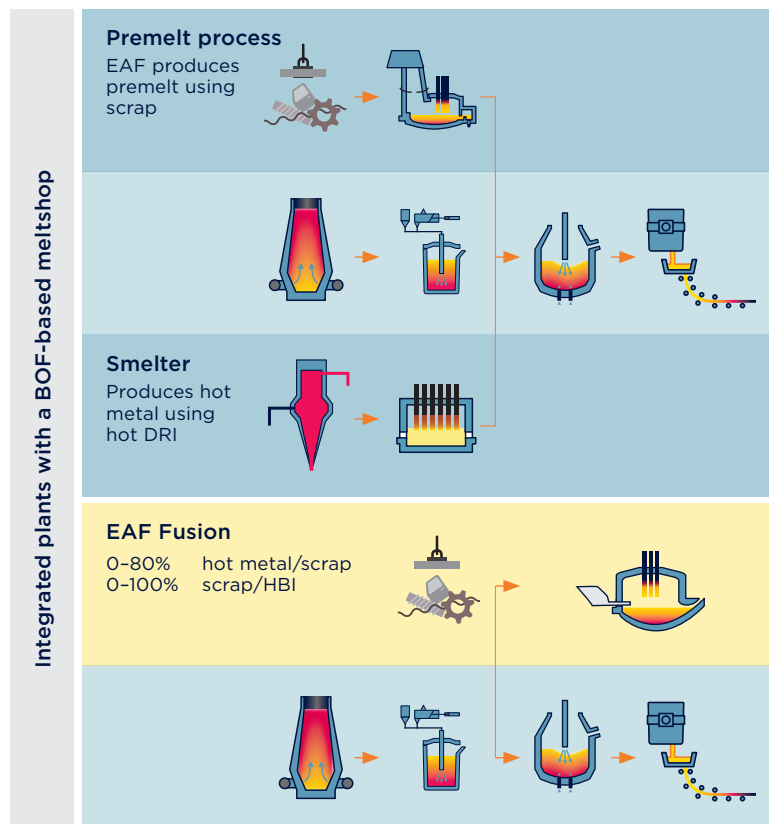 Integrated plants with a BOF-based meltshop
Premelt process
EAF produces
premelt using
scrap
Smelter
Produces hot
metal using
hot DRI
EAF Fusion
0–80% hot metal/scrap
0–100% scrap/HBI